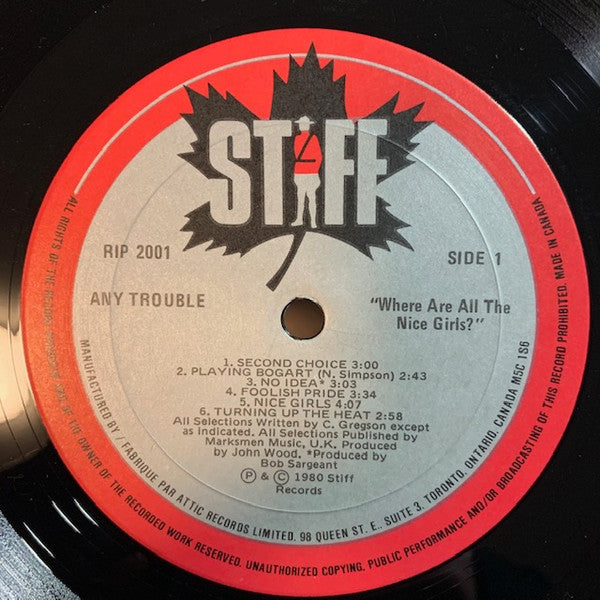 STIFF
RIP 2001
SIDE 1
ANY TROUBLE
"Where Are All The
Nice Girls?"
1. SECOND CHOICE 3:00
2. PLAYING BOGART (N. Simpson) 2:43
3. NO IDEA* 3:03
4. FOOLISH PRIDE 3:34
5. NICE GIRLS 4:07
6. TURNING UP THE HEAT 2:58
All Selections Written by C. Gregson except
as indicated. All Selections Published by
Marksmen Music, U.K. Produced
by John Wood, *Produced by
Bob Sargeant
℗ & © 1980 Stiff
Records
MANUFACTURED BY / FABRIQUE PAR ATTIC RECORDS LIMITED. 98 QUEEN ST. E., SUITE 3, TORONTO, ONTARIO, CANADA M5C 1S6
ALL RIGHTS OF THE RECORD PRODUCER AND OF THE OWNER OF THE RECORDED WORK RESERVED. UNAUTHORIZED COPYING, PUBLIC PERFORMANCE AND/OR BROADCASTING OF THIS RECORD PROHIBITED. MADE IN CANADA.